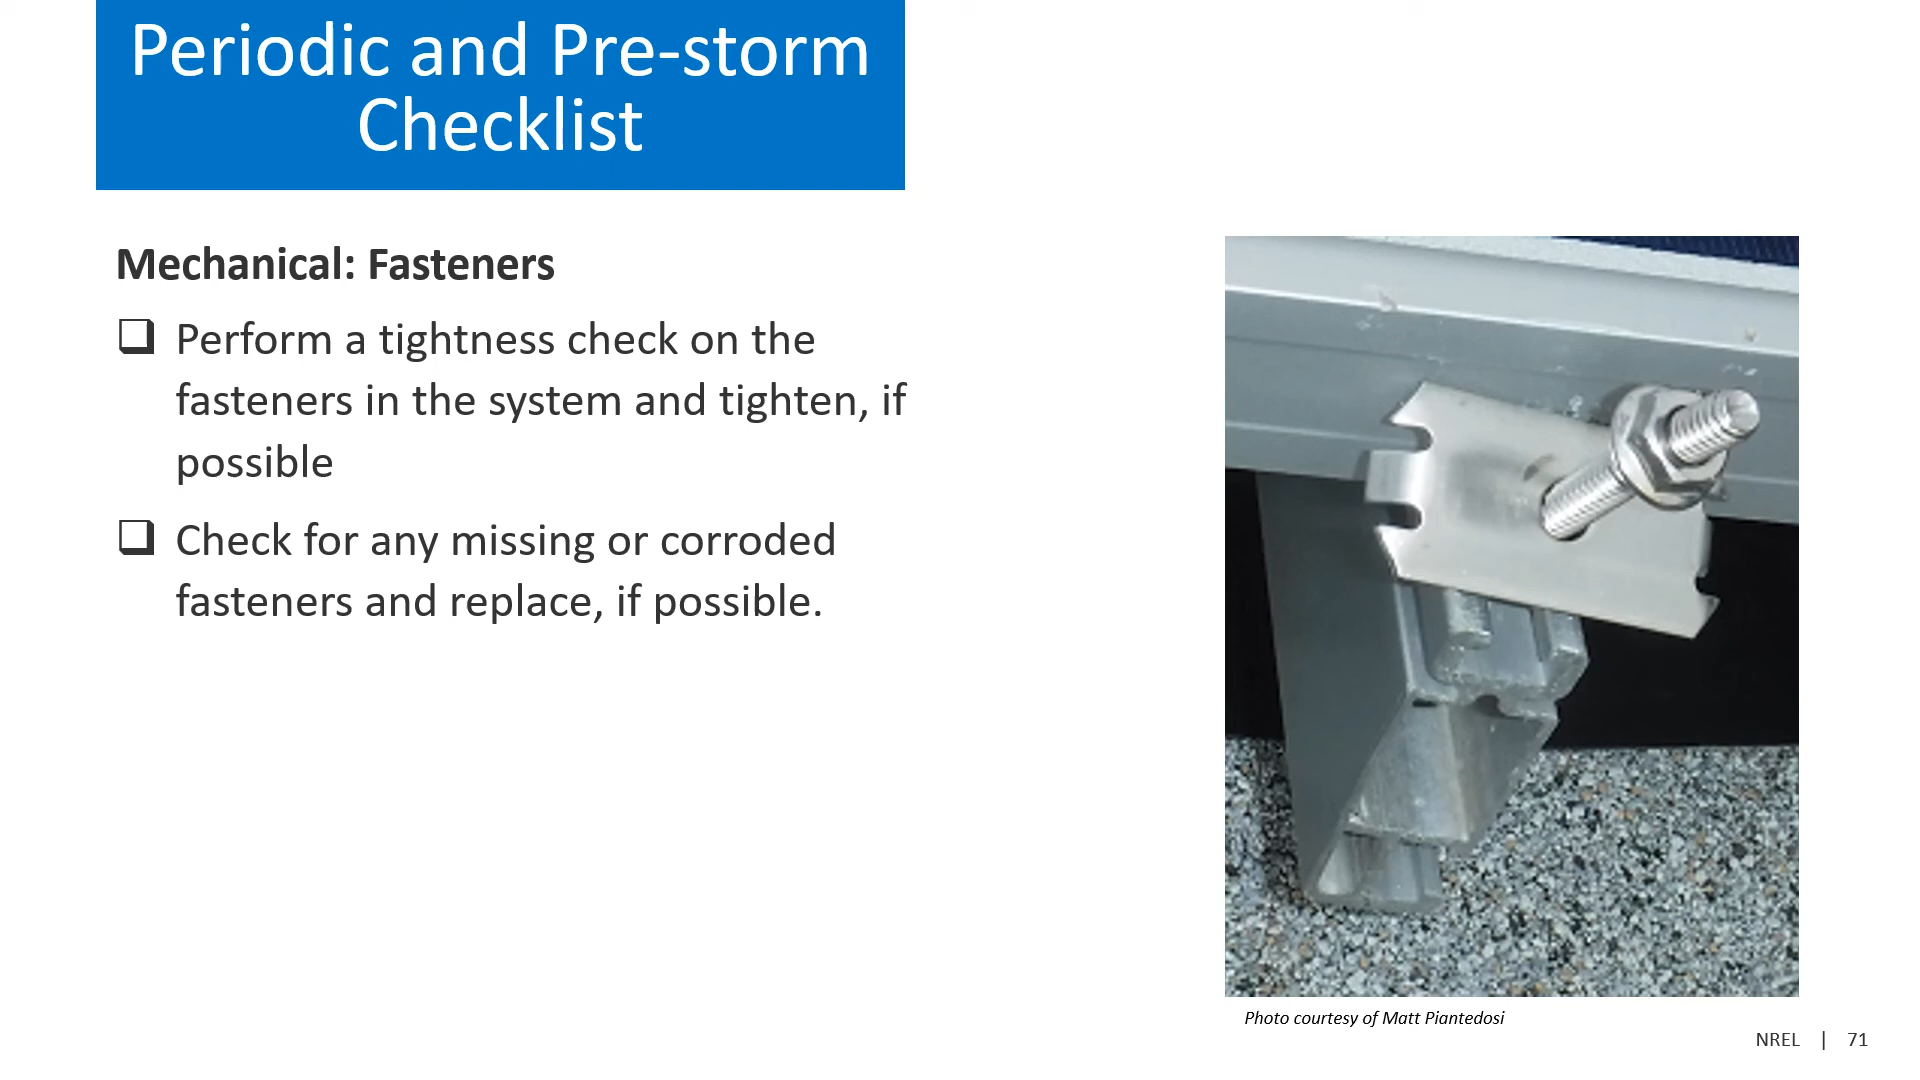 Periodic and Pre-storm
Checklist
Mechanical: Fasteners
❑ Perform a tightness check on the
fasteners in the system and tighten, if
possible
❑ Check for any missing or corroded
fasteners and replace, if possible.
Photo courtesy of Matt Piantedosi
NREL | 71